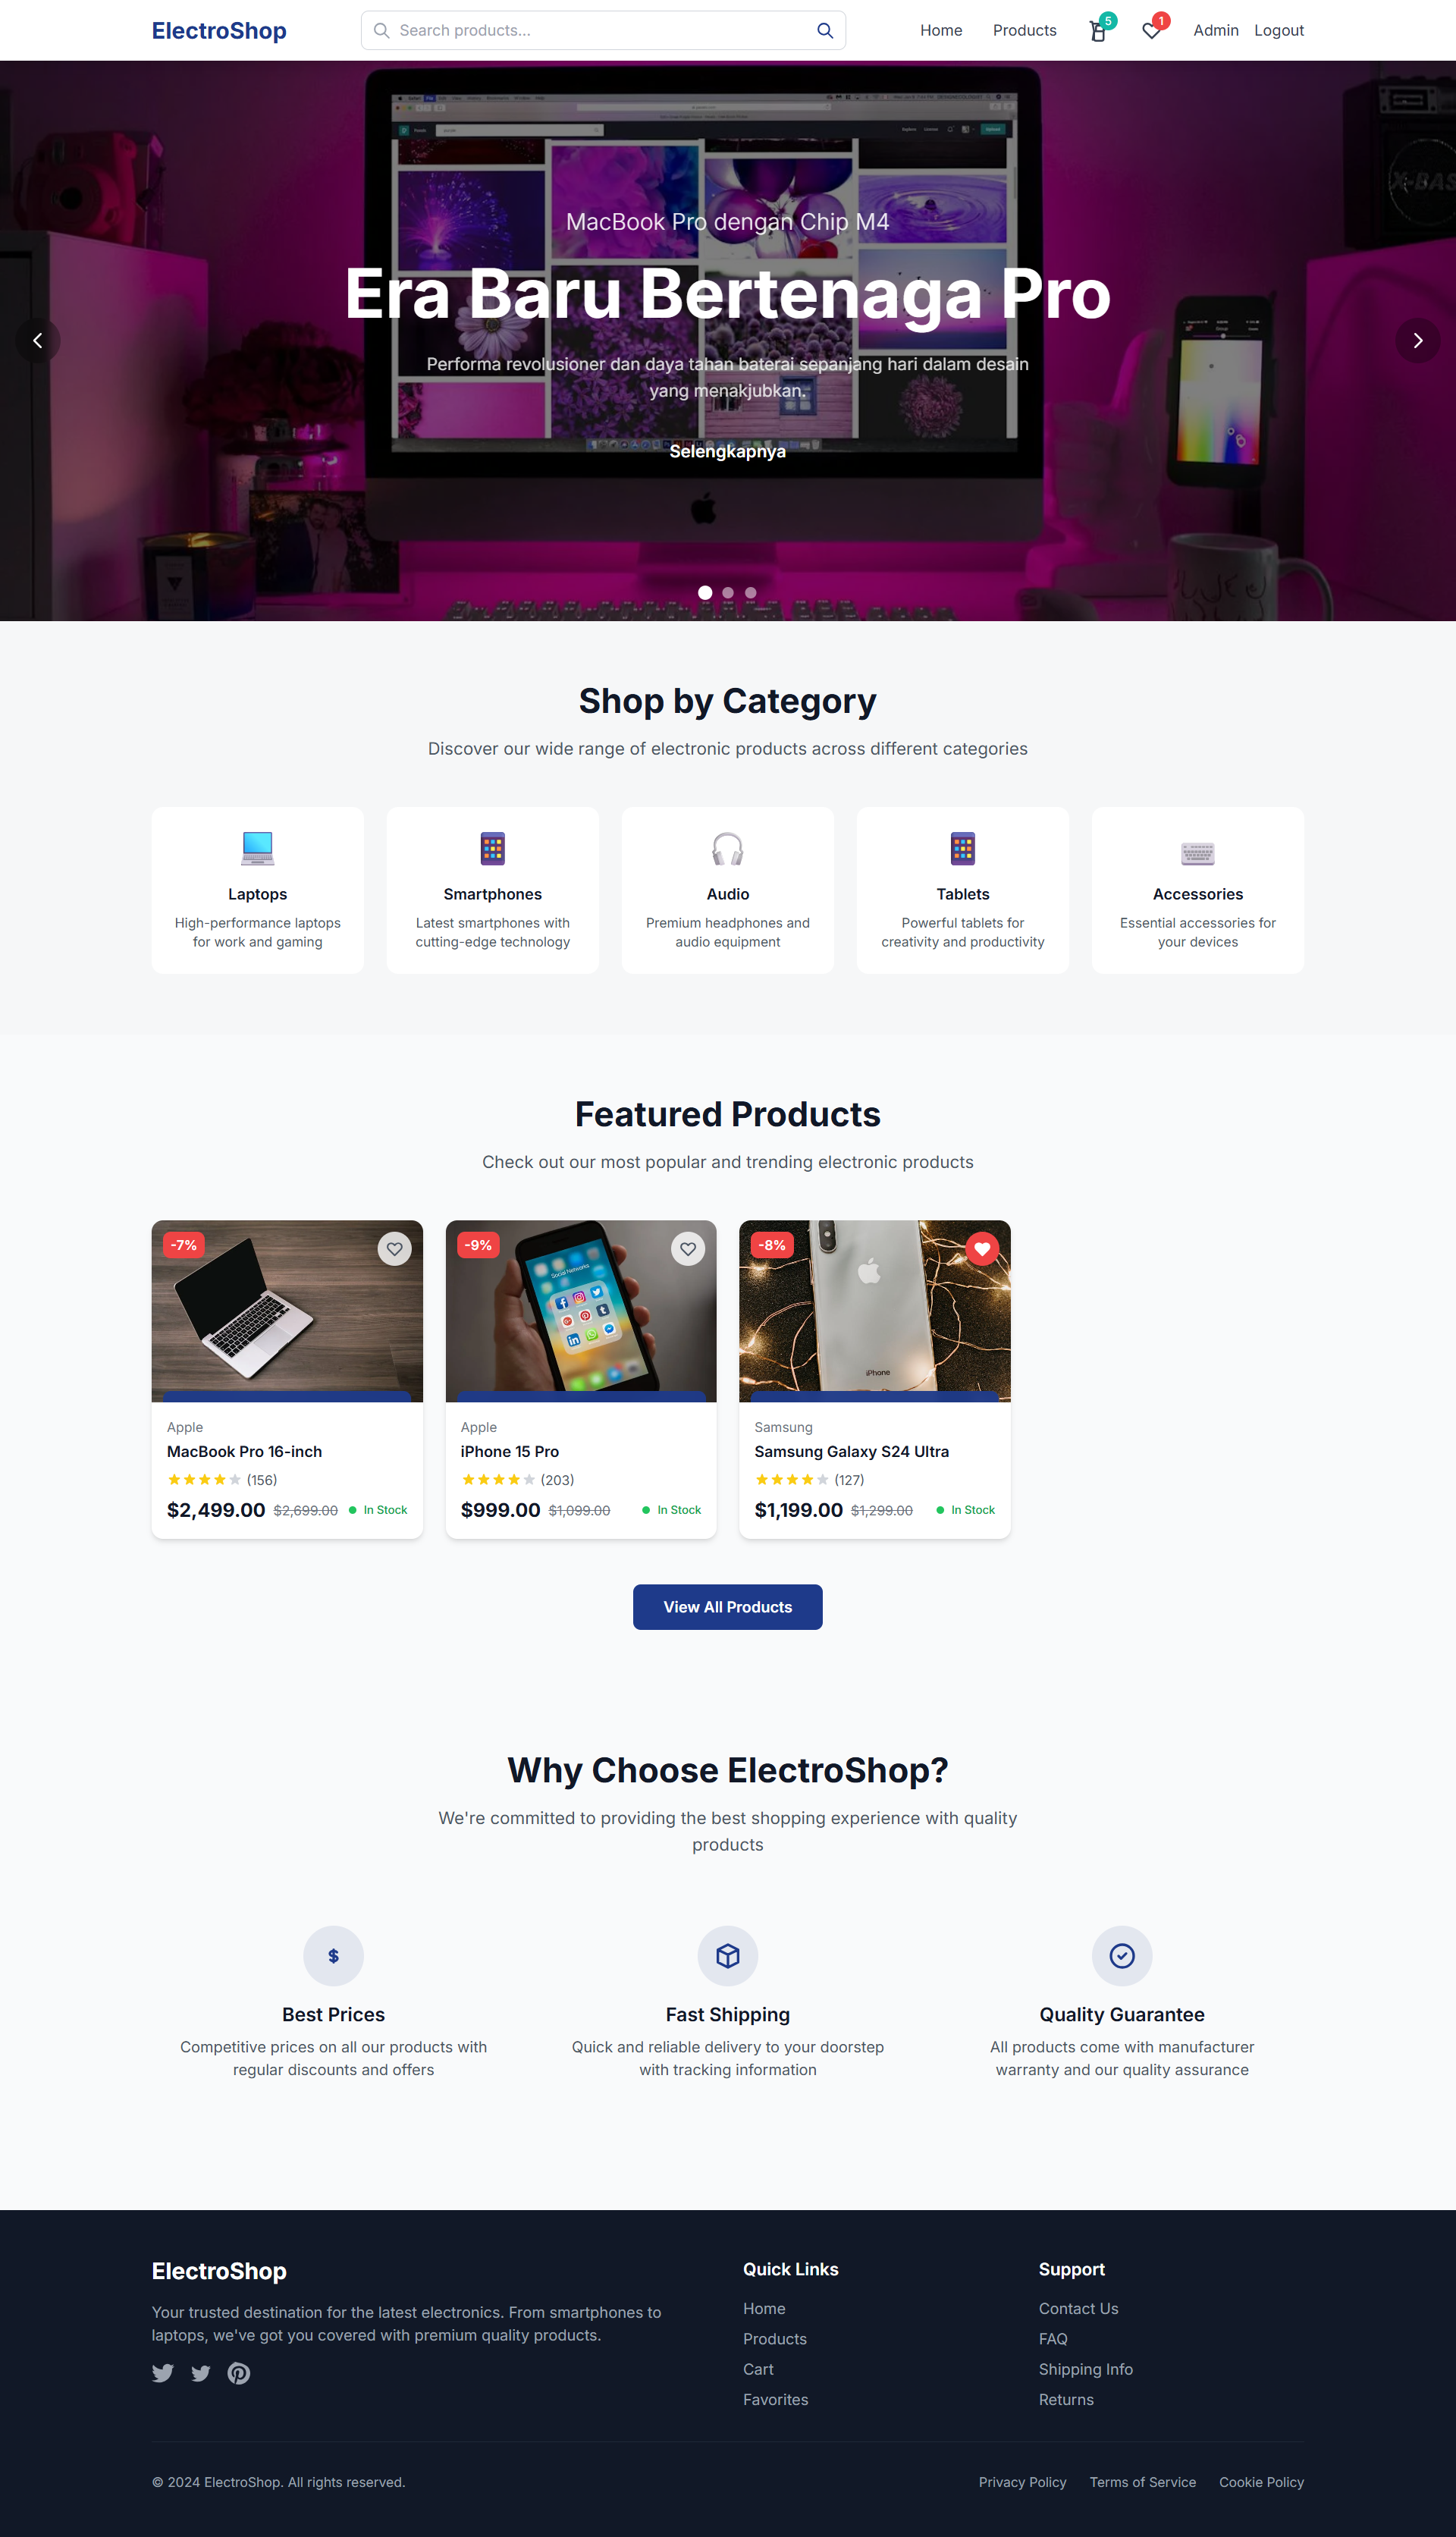 ElectroShop
Search products...
Home
Products
5
1
Admin
Logout
X-BAS
MacBook Pro dengan Chip M4
Era Baru Bertenaga Pro
Performa revolusioner dan daya tahan baterai sepanjang hari dalam desain
yang menakjubkan.
Selengkapnya
Shop by Category
Discover our wide range of electronic products across different categories
Laptops
High-performance laptops
for work and gaming
Smartphones
Latest smartphones with
cutting-edge technology
Audio
Premium headphones and
audio equipment
Tablets
Powerful tablets for
creativity and productivity
Accessories
Essential accessories for
your devices
Featured Products
Check out our most popular and trending electronic products
-7%
Apple
MacBook Pro 16-inch
(156)
$2,499.00 $2,699.00 In Stock
-9%
Social Networks
Apple
iPhone 15 Pro
(203)
$999.00 $1,099.00 In Stock
-8%
iPhone
Samsung
Samsung Galaxy S24 Ultra
(127)
$1,199.00 $1,299.00 In Stock
View All Products
Why Choose ElectroShop?
We're committed to providing the best shopping experience with quality
products
$
Best Prices
Competitive prices on all our products with
regular discounts and offers
Fast Shipping
Quick and reliable delivery to your doorstep
with tracking information
Quality Guarantee
All products come with manufacturer
warranty and our quality assurance
ElectroShop
Your trusted destination for the latest electronics. From smartphones to
laptops, we've got you covered with premium quality products.
Quick Links
Home
Products
Cart
Favorites
Support
Contact Us
FAQ
Shipping Info
Returns
© 2024 ElectroShop. All rights reserved.
Privacy Policy
Terms of Service
Cookie Policy